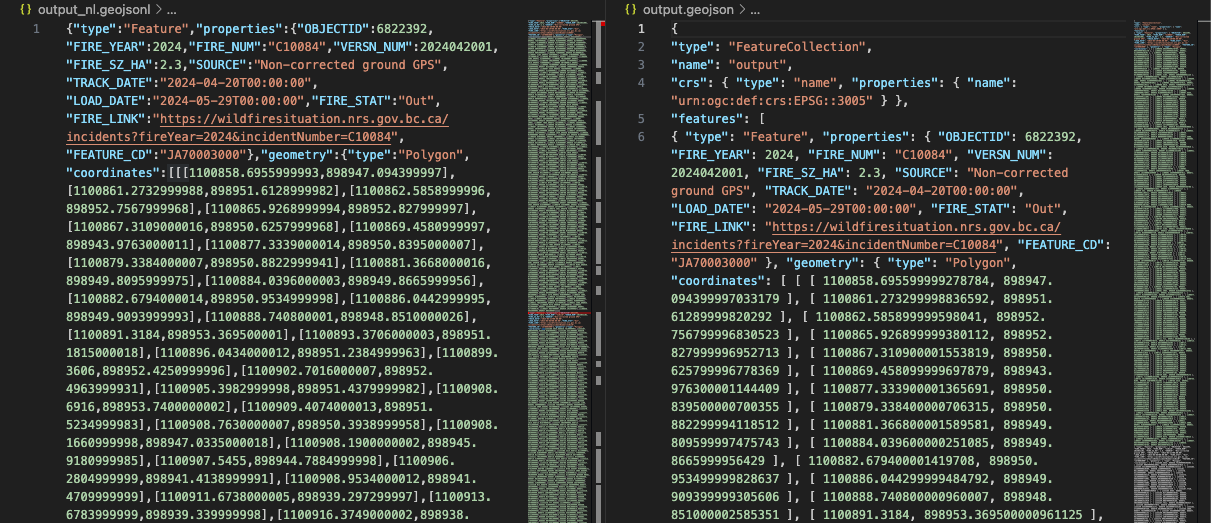 {} output_nl.geojsonl > ...
1 {"type":"Feature","properties":{"OBJECTID":6822392,
"FIRE_YEAR":2024,"FIRE_NUM":"C10084","VERSN_NUM":2024042001,
"FIRE_SZ_HA":2.3,"SOURCE":"Non-corrected ground GPS",
"TRACK_DATE":"2024-04-20T00:00:00",
"LOAD_DATE":"2024-05-29T00:00:00","FIRE_STAT":"Out",
"FIRE_LINK":"https://wildfiresituation.nrs.gov.bc.ca/
incidents?fireYear=2024&incidentNumber=C10084",
"FEATURE_CD":"JA70003000"},"geometry":{"type":"Polygon",
"coordinates":[[[1100858.6955999993,898947.094399997],
[1100861.2732999988,898951.6128999982],[1100862.5858999996,
898952.7567999968],[1100865.9268999994,898952.827999997],
[1100867.3109000016,898950.6257999968],[1100869.4580999997,
898943.9763000011],[1100877.3339000014,898950.8395000007],
[1100879.3384000007,898950.8822999941],[1100881.3668000016,
898949.8095999975],[1100884.0396000003,898949.8665999956],
[1100882.6794000014,898950.9534999998],[1100886.0442999995,
898949.9093999993],[1100888.740800001,898948.8510000026],
[1100891.3184,898953.369500001],[1100893.3706000003,898951.
1815000018],[1100896.0434000012,898951.2384999963],[1100899.
3606,898952.4250999996],[1100902.7016000007,898952.
4963999931],[1100905.3982999998,898951.4379999982],[1100908.
6916,898953.7400000002],[1100909.4074000013,898951.
5234999983],[1100908.7630000007,898950.3938999958],[1100908.
1660999998,898947.0335000018],[1100908.1900000002,898945.
9180999985],[1100907.5455,898944.7884999998],[1100906.
2804999999,898941.4138999991],[1100908.9534000012,898941.
4709999999],[1100911.6738000005,898939.297299997],[1100913.
6783999999,898939.339999998],[1100916.3749000002,898938.
{} output.geojson > ...
1 {
2 "type": "FeatureCollection",
3 "name": "output",
4 "crs": { "type": "name", "properties": { "name":
"urn:ogc:def:crs:EPSG::3005" } },
5 "features": [
6 { "type": "Feature", "properties": { "OBJECTID": 6822392,
"FIRE_YEAR": 2024, "FIRE_NUM": "C10084", "VERSN_NUM":
2024042001, "FIRE_SZ_HA": 2.3, "SOURCE": "Non-corrected
ground GPS", "TRACK_DATE": "2024-04-20T00:00:00",
"LOAD_DATE": "2024-05-29T00:00:00", "FIRE_STAT": "Out",
"FIRE_LINK": "https://wildfiresituation.nrs.gov.bc.ca/
incidents?fireYear=2024&incidentNumber=C10084", "FEATURE_CD":
"JA70003000" }, "geometry": { "type": "Polygon",
"coordinates": [ [ [ 1100858.695599999278784, 898947.
094399997033179 ], [ 1100861.273299998836592, 898951.
61289999820292 ], [ 1100862.585899999598041, 898952.
756799996830523 ], [ 1100865.926899999380112, 898952.
827999996952713 ], [ 1100867.310900001553819, 898950.
625799996778369 ], [ 1100869.458099999697879, 898943.
976300001144409 ], [ 1100877.333900001365691, 898950.
839500000700355 ], [ 1100879.338400000706315, 898950.
882299994118512 ], [ 1100881.366800001589581, 898949.
809599997475743 ], [ 1100884.039600000251085, 898949.
8665999956429 ], [ 1100882.679400001419708, 898950.
953499999828637 ], [ 1100886.044299999484792, 898949.
909399999305606 ], [ 1100888.740800000960007, 898948.
851000002585351 ], [ 1100891.3184, 898953.369500000961125 ],